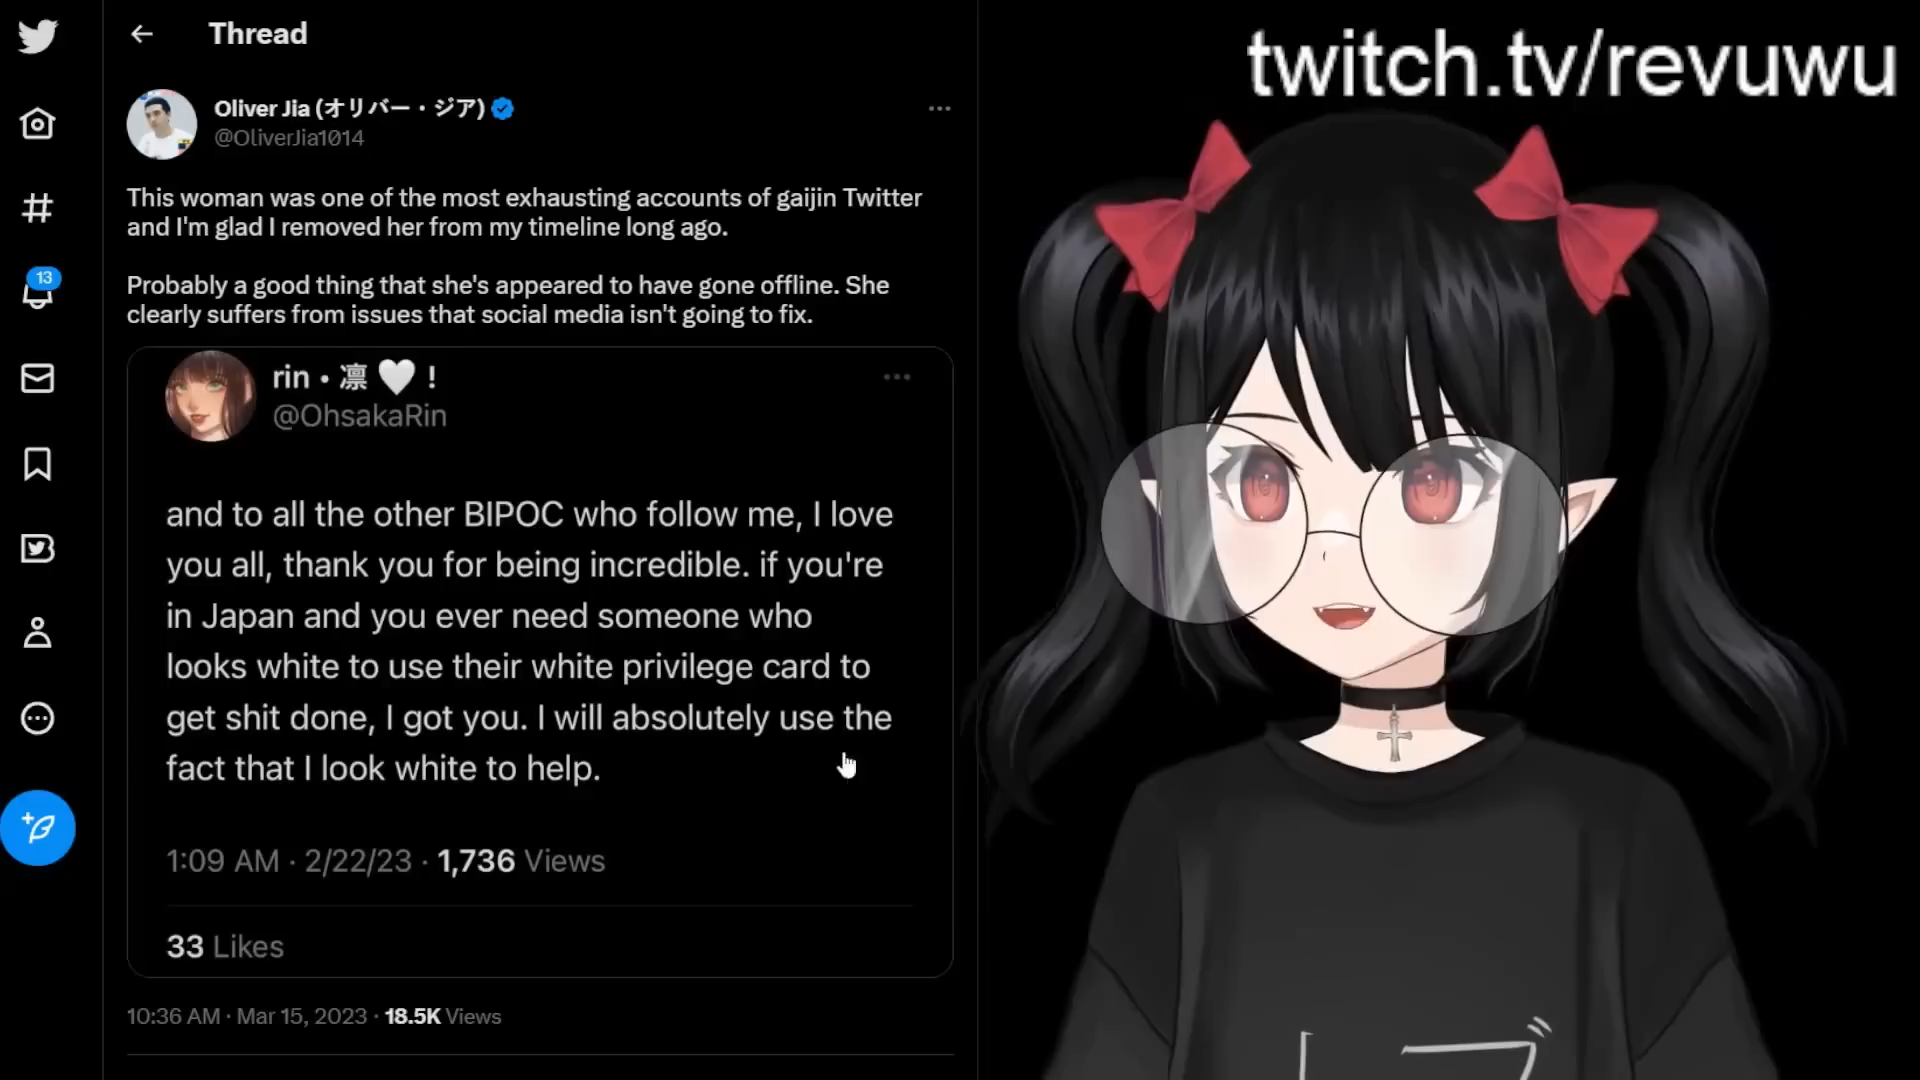 Thread
twitch.tv/revuwu
Oliver Jia (オリバー・ジア)
@OliverJia1014
This woman was one of the most exhausting accounts of gaijin Twitter
and I'm glad I removed her from my timeline long ago.
Probably a good thing that she's appeared to have gone offline. She
clearly suffers from issues that social media isn't going to fix.
13
rin • 凛 🤍 !
@OhsakaRin
and to all the other BIPOC who follow me, I love
you all, thank you for being incredible. if you're
in Japan and you ever need someone who
looks white to use their white privilege card to
get shit done, I got you. I will absolutely use the
fact that I look white to help.
1:09 AM · 2/22/23 · 1,736 Views
33 Likes
10:36 AM · Mar 15, 2023 · 18.5K Views